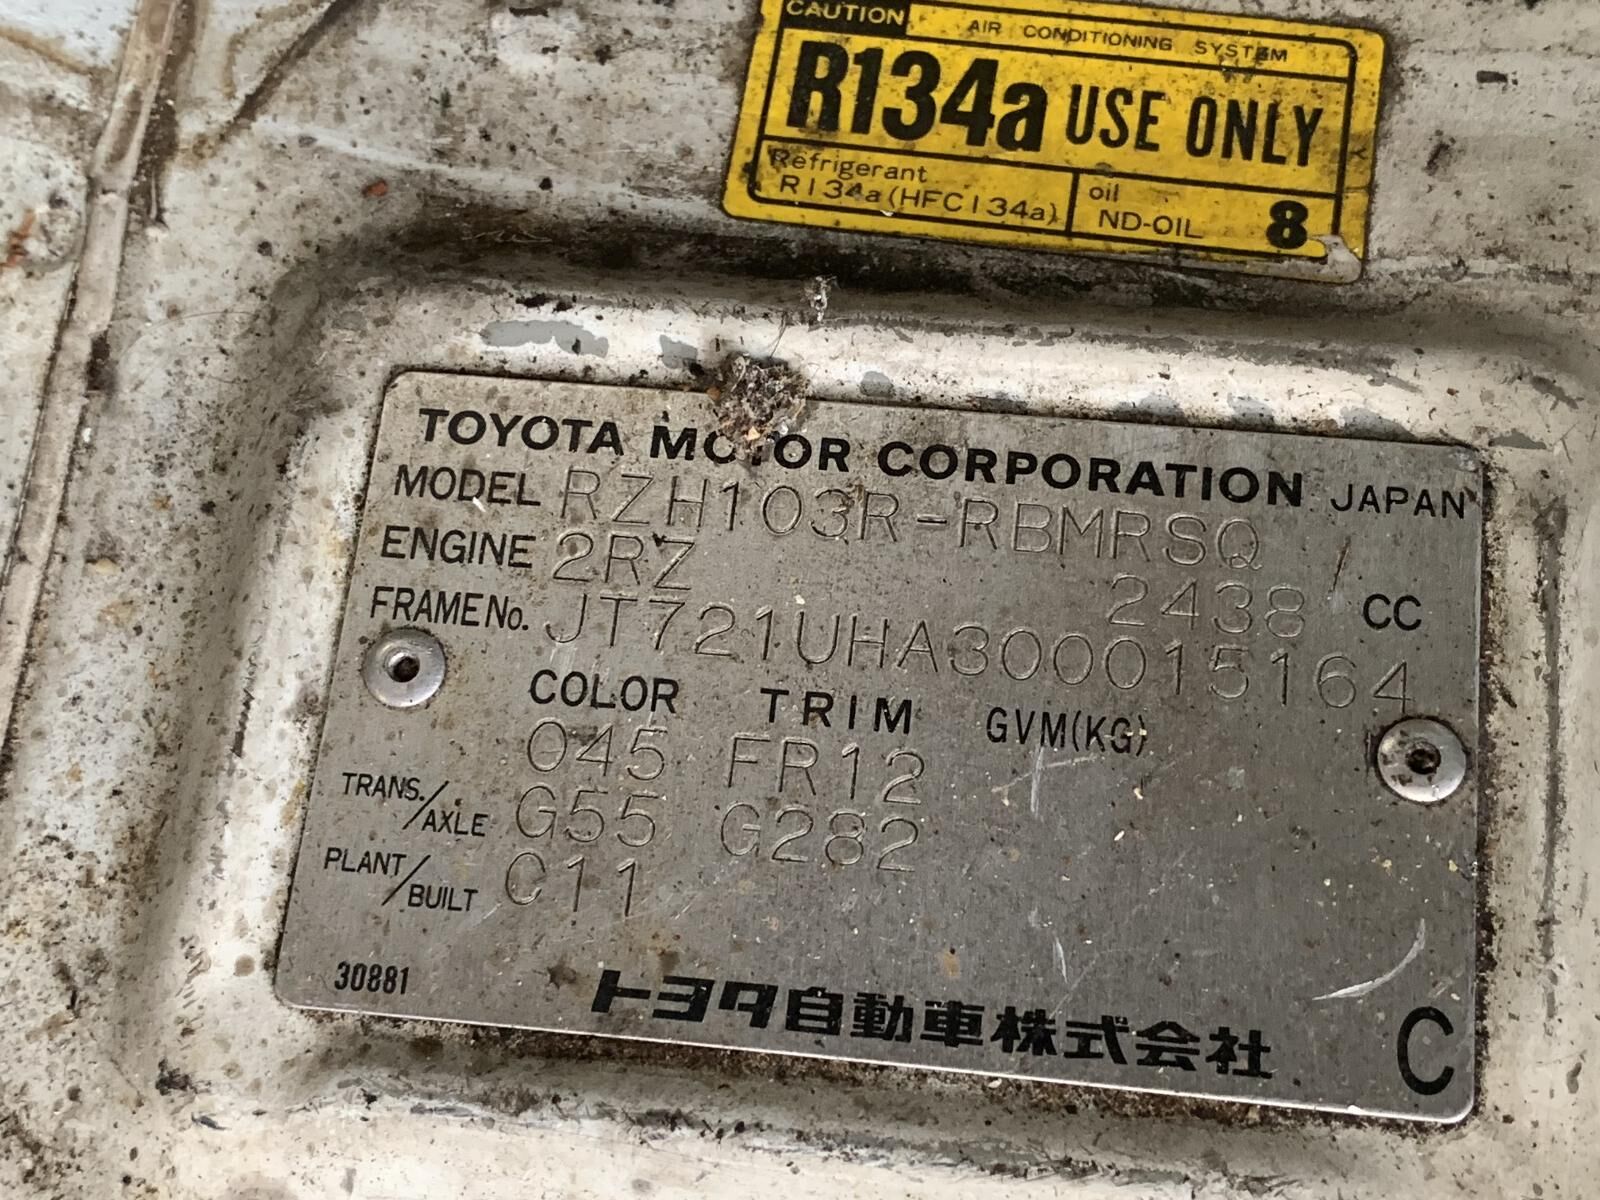 CAUTION AIR CONDITIONING SYSTEM
R134a USE ONLY
Refrigerant
R134a(HFC134a)
oil
ND-OIL 8
TOYOTA MOTOR CORPORATION JAPAN
MODEL RZH103R-RBMRSQ
ENGINE 2RZ 2438 CC
FRAME No. JT721UHA300015164
COLOR TRIM GVM(KG)
045 FR12
TRANS./AXLE G55 G282
PLANT/BUILT C11
30881 トヨタ自動車株式会社 C